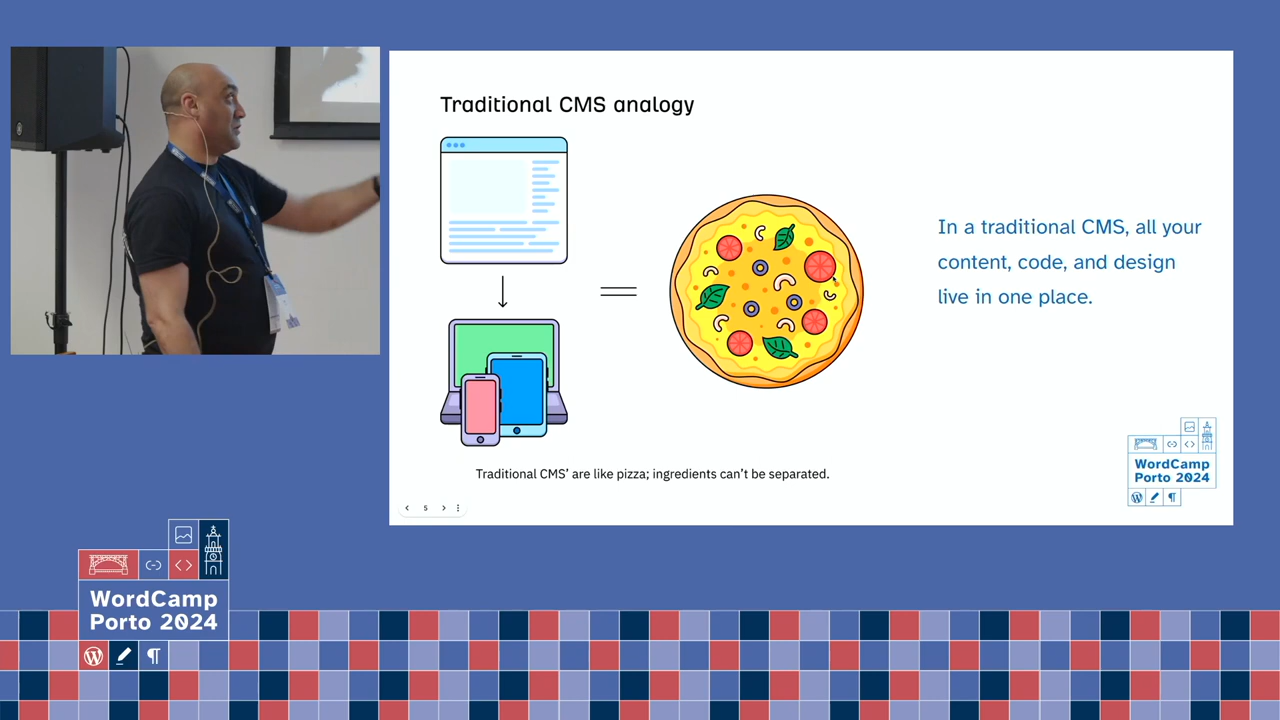 Traditional CMS analogy
In a traditional CMS, all your
content, code, and design
live in one place.
Traditional CMS’ are like pizza; ingredients can’t be separated.
5
WordCamp
Porto 2024
WordCamp
Porto 2024